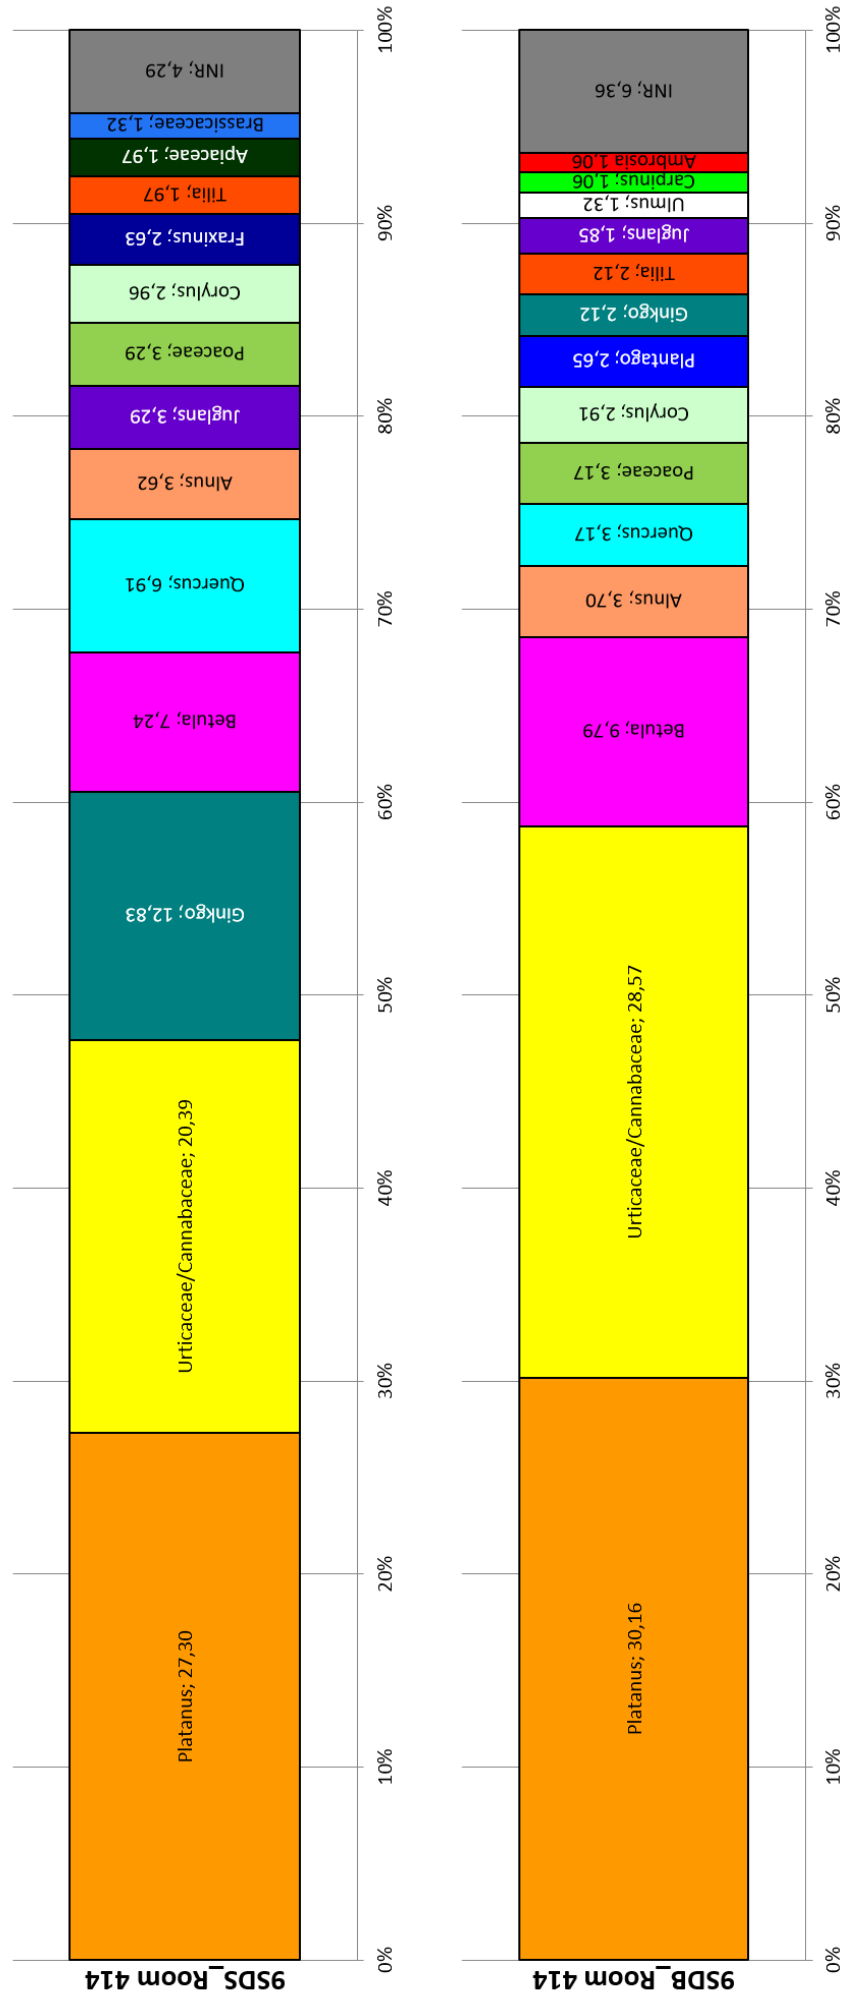 100%
INR; 4,29
Brassicaceae; 1,32
Apiaceae; 1,97
Tilia; 1,97
Fraxinus; 2,63
90%
Corylus; 2,96
Poaceae; 3,29
Juglans; 3,29
80%
Alnus; 3,62
Quercus; 6,91
70%
Betula; 7,24
60%
Ginkgo; 12,83
50%
Urticaceae/Cannabaceae; 20,39
40%
30%
Platanus; 27,30
20%
10%
0%
9SDS_Room 414
100%
INR; 6,36
Ambrosia 1,06
Carpinus; 1,06
Ulmus; 1,32
Juglans; 1,85
90%
Tilia; 2,12
Ginkgo; 2,12
Plantago; 2,65
Corylus; 2,91
80%
Poaceae; 3,17
Quercus; 3,17
Alnus; 3,70
70%
Betula; 9,79
60%
Urticaceae/Cannabaceae; 28,57
50%
40%
30%
Platanus; 30,16
20%
10%
0%
9SDB_Room 414